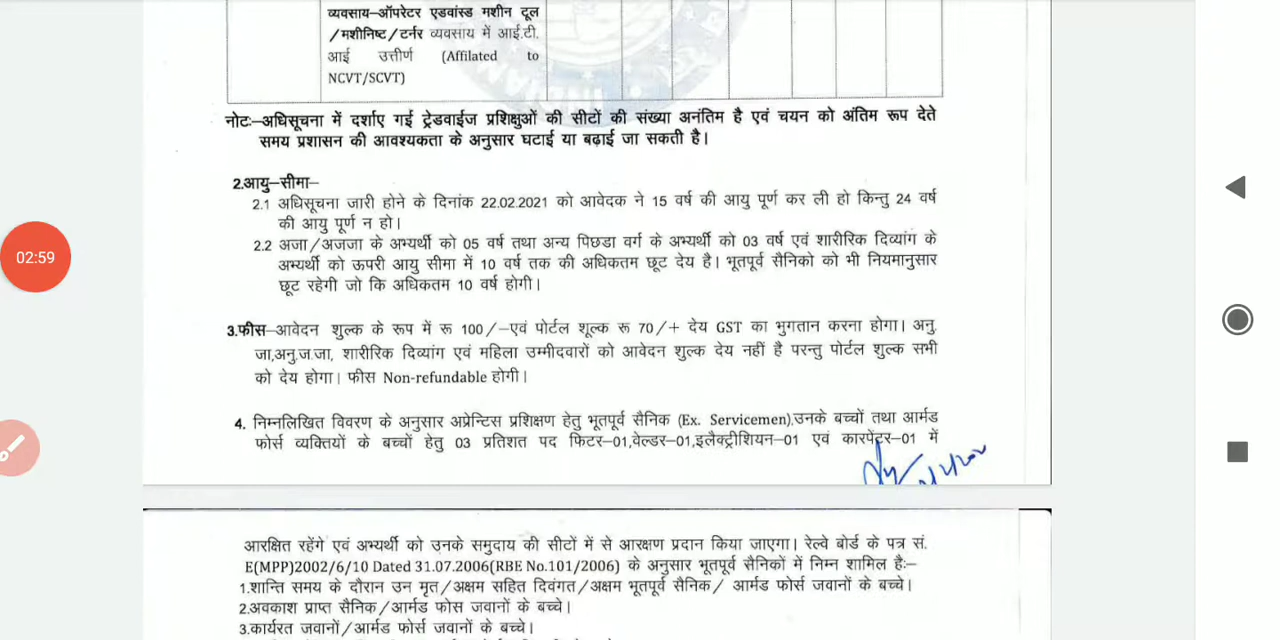 व्यवसाय–ऑपरेटर एडवांस्ड मशीन दूल
/मशीनिष्ट/टर्नर व्यवसाय में आई.टी.
आई उत्तीर्ण (Affilated to
NCVT/SCVT)
नोटः–अधिसूचना में दर्शाए गई ट्रेडवाईज प्रशिक्षुओं की सीटों की संख्या अनंतिम है एवं चयन को अंतिम रूप देते
समय प्रशासन की आवश्यकता के अनुसार घटाई या बढ़ाई जा सकती है।
2.आयु–सीमा–
2.1 अधिसूचना जारी होने के दिनांक 22.02.2021 को आवेदक ने 15 वर्ष की आयु पूर्ण कर ली हो किन्तु 24 वर्ष
की आयु पूर्ण न हो।
2.2 अजा/अजजा के अभ्यर्थी को 05 वर्ष तथा अन्य पिछडा वर्ग के अभ्यर्थी को 03 वर्ष एवं शारीरिक दिव्यांग के
अभ्यर्थी को ऊपरी आयु सीमा में 10 वर्ष तक की अधिकतम छूट देय है। भूतपूर्व सैनिको को भी नियमानुसार
छूट रहेगी जो कि अधिकतम 10 वर्ष होगी।
02:59
3.फीस–आवेदन शुल्क के रूप में रू 100/–एवं पोर्टल शूल्क रू 70/+ देय GST का भुगतान करना होगा। अनु.
जा,अनु.ज.जा, शारीरिक दिव्यांग एवं महिला उम्मीदवारों को आवेदन शुल्क देय नहीं है परन्तु पोर्टल शुल्क सभी
को देय होगा। फीस Non-refundable होगी।
4. निम्नलिखित विवरण के अनुसार अप्रेन्टिस प्रशिक्षण हेतु भूतपूर्व सैनिक (Ex. Servicemen),उनके बच्चों तथा आर्मड
फोर्स व्यक्तियों के बच्चों हेतु 03 प्रतिशत पद फिटर–01,वेल्डर–01,इलैक्ट्रीशियन–01 एवं कारपेंटर–01 में
आरक्षित रहेंगे एवं अभ्यर्थी को उनके समुदाय की सीटों में से आरक्षण प्रदान किया जाएगा। रेल्वे बोर्ड के पत्र सं.
E(MPP)2002/6/10 Dated 31.07.2006(RBE No.101/2006) के अनुसार भूतपूर्व सैनिकों में निम्न शामिल हैः–
1.शान्ति समय के दौरान उन मृत/अक्षम सहित दिवंगत/अक्षम भूतपूर्व सैनिक/ आर्मड फोर्स जवानों के बच्चे।
2.अवकाश प्राप्त सैनिक/आर्मड फोस जवानों के बच्चे।
3.कार्यरत जवानों/आर्मड फोर्स जवानों के बच्चे।